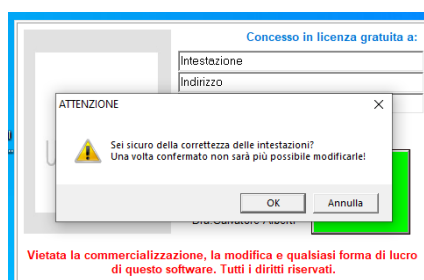 Concesso in licenza gratuita a:
Intestazione
Indirizzo
ATTENZIONE
Sei sicuro della correttezza delle intestazioni?
Una volta confermato non sarà più possibile modificarle!
OK Annulla
Vietata la commercializzazione, la modifica e qualsiasi forma di lucro
di questo software. Tutti i diritti riservati.